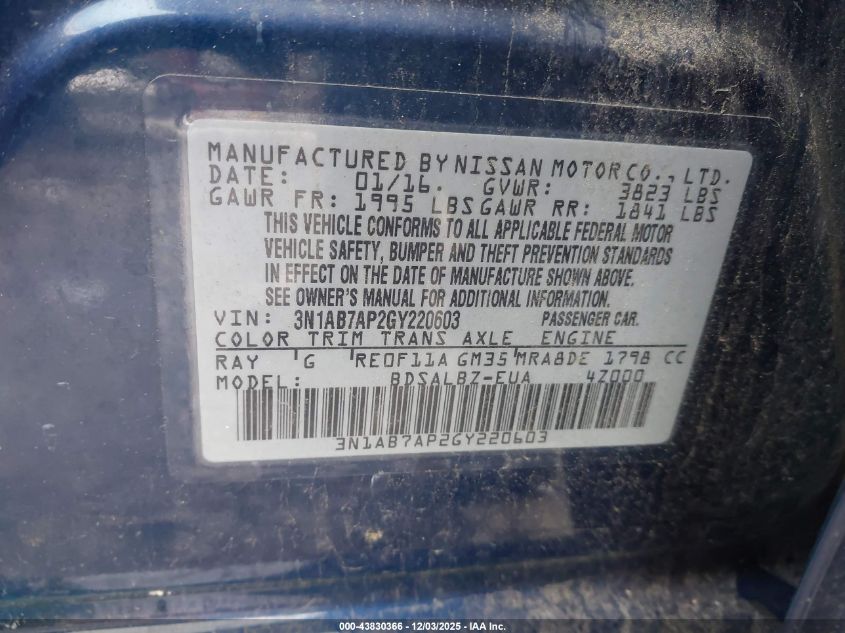 MANUFACTURED BY NISSAN MOTOR CO., LTD.
DATE: 01/16. GVWR: 3823 LBS
GAWR FR: 1995 LBS GAWR RR: 1841 LBS
THIS VEHICLE CONFORMS TO ALL APPLICABLE FEDERAL MOTOR
VEHICLE SAFETY, BUMPER AND THEFT PREVENTION STANDARDS
IN EFFECT ON THE DATE OF MANUFACTURE SHOWN ABOVE.
SEE OWNER'S MANUAL FOR ADDITIONAL INFORMATION.
VIN: 3N1AB7AP2GY220603 PASSENGER CAR.
COLOR TRIM TRANS AXLE ENGINE
RAY 'G 'RE0F11A GM35'MRA8DE 1798 CC
MODEL: BDSALBZ-EUA 4Z000
3N1AB7AP2GY220603
000-43830366 - 12/03/2025 - IAA Inc.